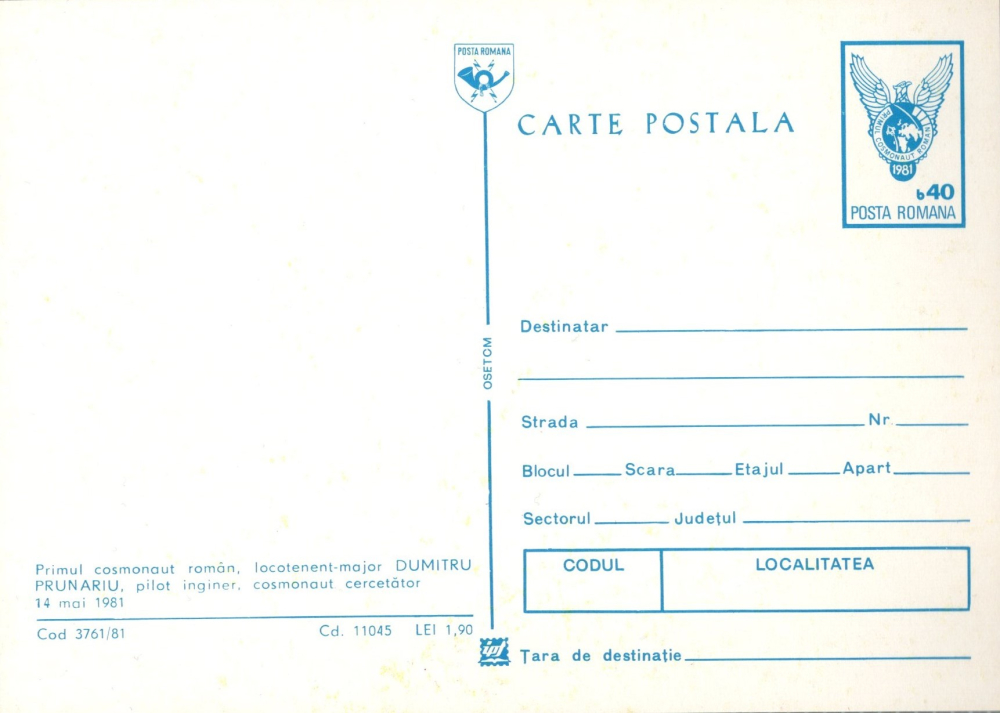 POSTA ROMANA
CARTE POSTALA
PRIMUL COSMONAUT ROMAN
1981
b40
POSTA ROMANA
OSETCM
Destinatar
Strada Nr
Blocul Scara Etajul Apart
Sectorul Județul
CODUL LOCALITATEA
Țara de destinație
Primul cosmonaut român, locotenent-major DUMITRU
PRUNARIU, pilot inginer, cosmonaut cercetător
14 mai 1981
Cod 3761/81 Cd. 11045 LEI 1,90